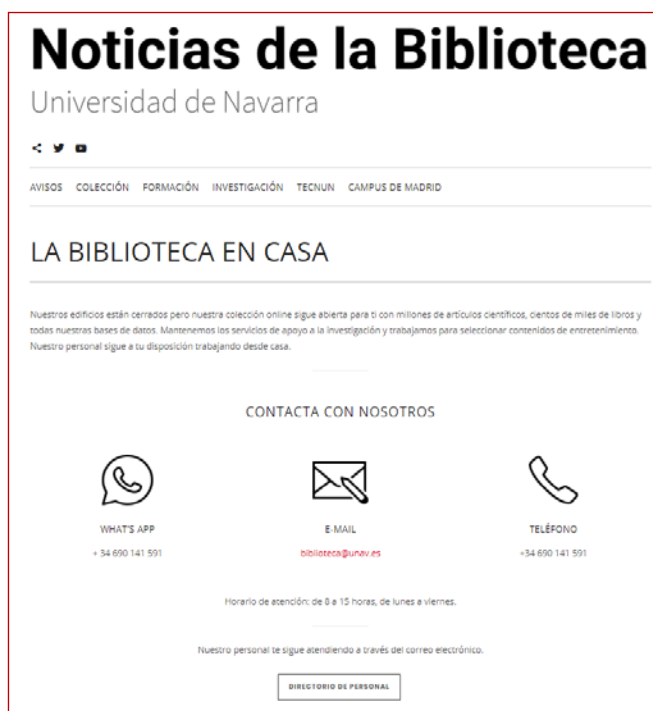 Noticias de la Biblioteca
Universidad de Navarra
AVISOS COLECCIÓN FORMACIÓN INVESTIGACIÓN TECNUN CAMPUS DE MADRID
LA BIBLIOTECA EN CASA
Nuestros edificios están cerrados pero nuestra colección online sigue abierta para ti con millones de artículos científicos, cientos de miles de libros y
todas nuestras bases de datos. Mantenemos los servicios de apoyo a la investigación y trabajamos para seleccionar contenidos de entretenimiento.
Nuestro personal sigue a tu disposición trabajando desde casa.
CONTACTA CON NOSOTROS
WHAT'S APP E-MAIL TELÉFONO
+ 34 690 141 591 biblioteca@unav.es +34 690 141 591
Horario de atención: de 8 a 15 horas, de lunes a viernes.
Nuestro personal te sigue atendiendo a través del correo electrónico.
DIRECTORIO DE PERSONAL